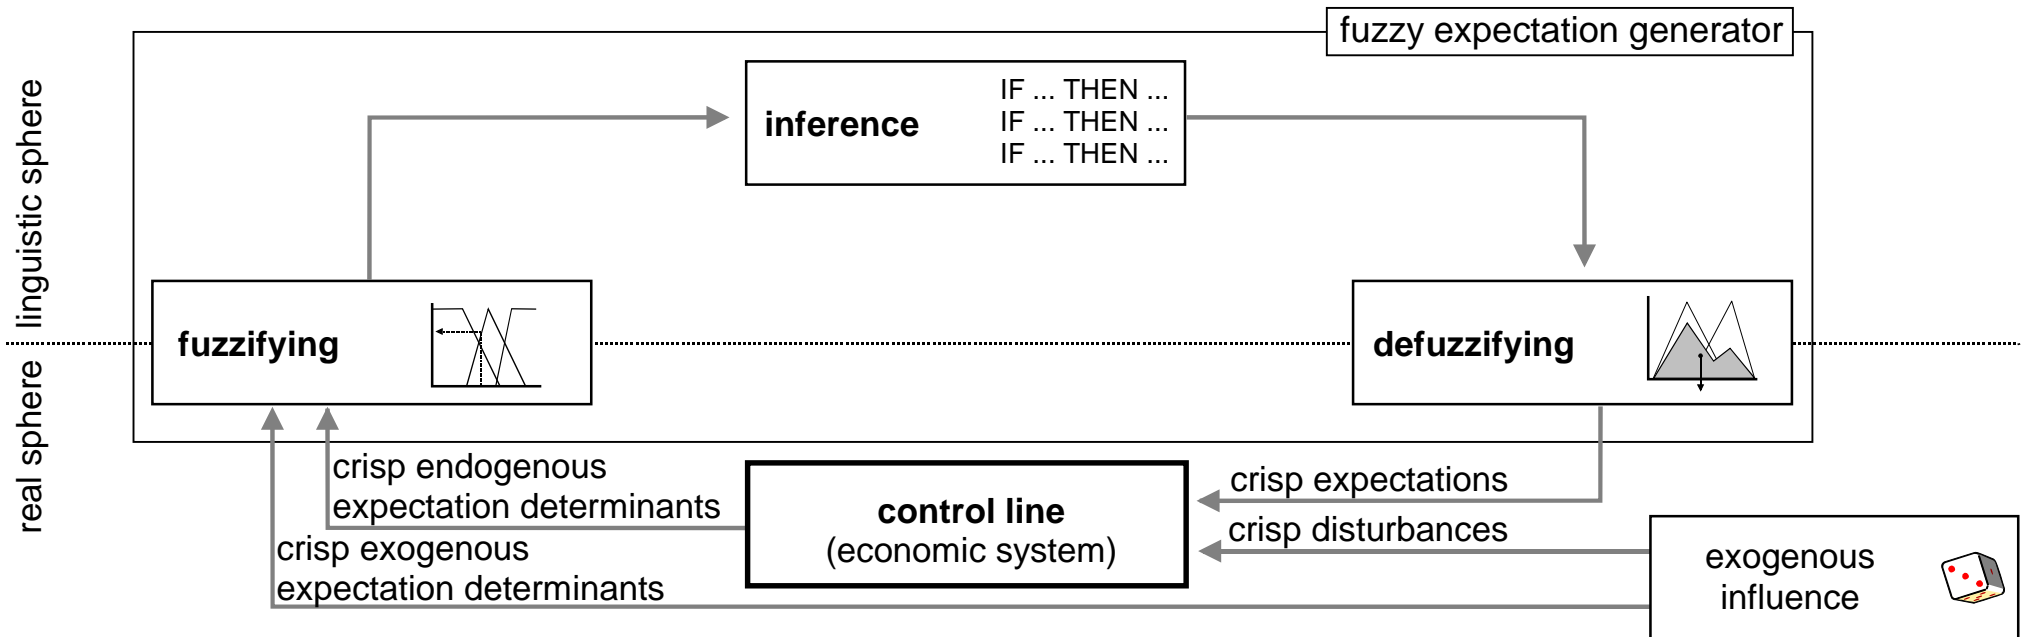 fuzzy expectation generator
linguistic sphere
real sphere
inference
IF ... THEN ...
IF ... THEN ...
IF ... THEN ...
fuzzifying
defuzzifying
crisp endogenous
expectation determinants
crisp exogenous
expectation determinants
control line
(economic system)
crisp expectations
crisp disturbances
exogenous
influence